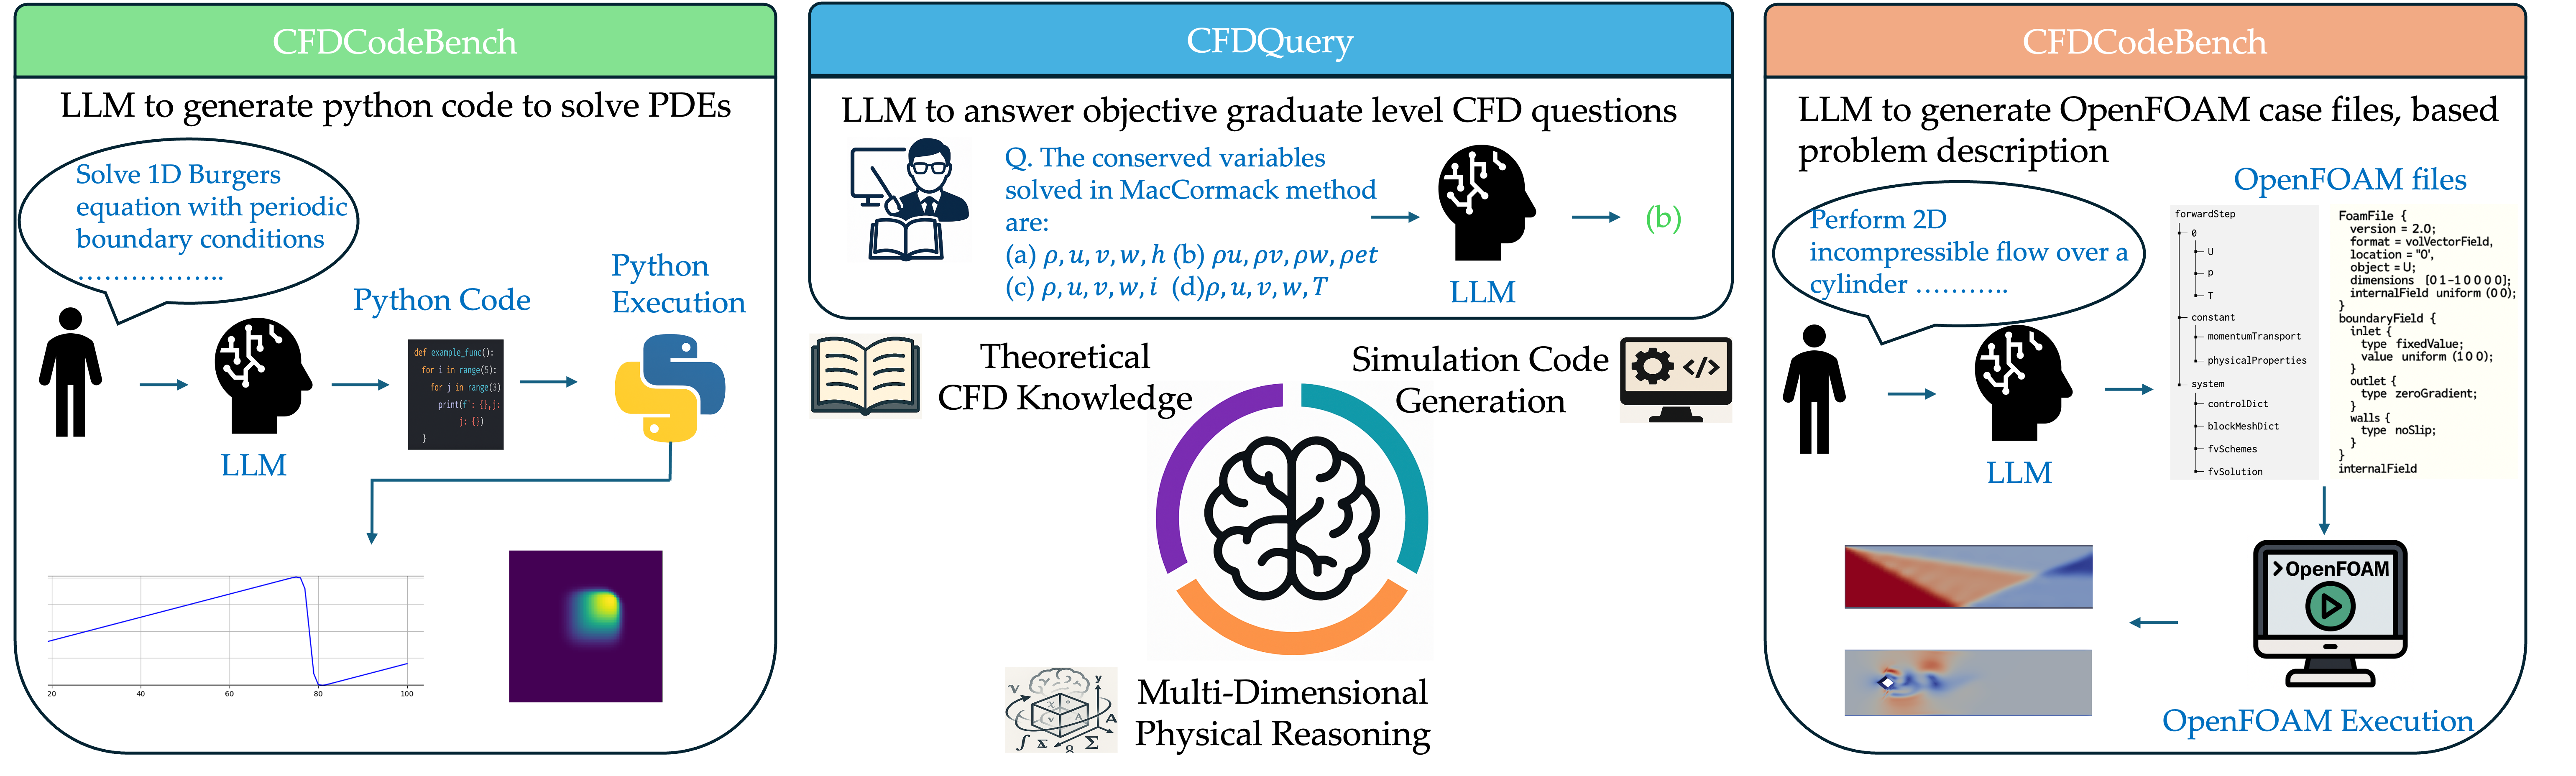 CFDCodeBench
LLM to generate python code to solve PDEs
Solve 1D Burgers
equation with periodic
boundary conditions
……………..
Python Code
Python
Execution
def example_func():
for i in range(5):
for j in range(3)
print(f': {},j:
j: {})
}
LLM
20 40 60 80 100
CFDQuery
LLM to answer objective graduate level CFD questions
Q. The conserved variables
solved in MacCormack method
are:
(a) ρ, u, v, w, h (b) ρu, ρv, ρw, ρet
(c) ρ, u, v, w, i (d)ρ, u, v, w, T
LLM
(b)
Theoretical
CFD Knowledge
Simulation Code
Generation
</>
Multi-Dimensional
Physical Reasoning
CFDCodeBench
LLM to generate OpenFOAM case files, based
problem description
OpenFOAM files
Perform 2D
incompressible flow over a
cylinder ………..
LLM
forwardStep
0
U
p
T
constant
momentumTransport
physicalProperties
system
controlDict
blockMeshDict
fvSchemes
fvSolution
FoamFile {
version = 2.0;
format = volVectorField,
location = "0",
object = U;
dimensions [0 1 -1 0 0 0 0];
internalField uniform (0 0);
}
boundaryField {
inlet {
type fixedValue;
value uniform (1 0 0);
}
outlet {
type zeroGradient;
}
walls {
type noSlip;
}
}
internalField
>OpenFOAM
OpenFOAM Execution